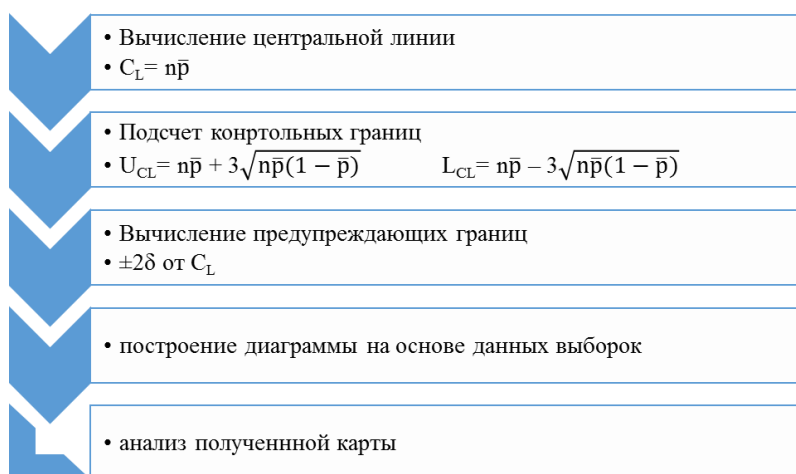 • Вычисление центральной линии
• C_L= np̅
• Подсчет конртольных границ
• U_CL= np̅ + 3√np̅(1 − p̅) L_CL= np̅ – 3√np̅(1 − p̅)
• Вычисление предупреждающих границ
• ±2δ от C_L
• построение диаграммы на основе данных выборок
• анализ полученнной карты